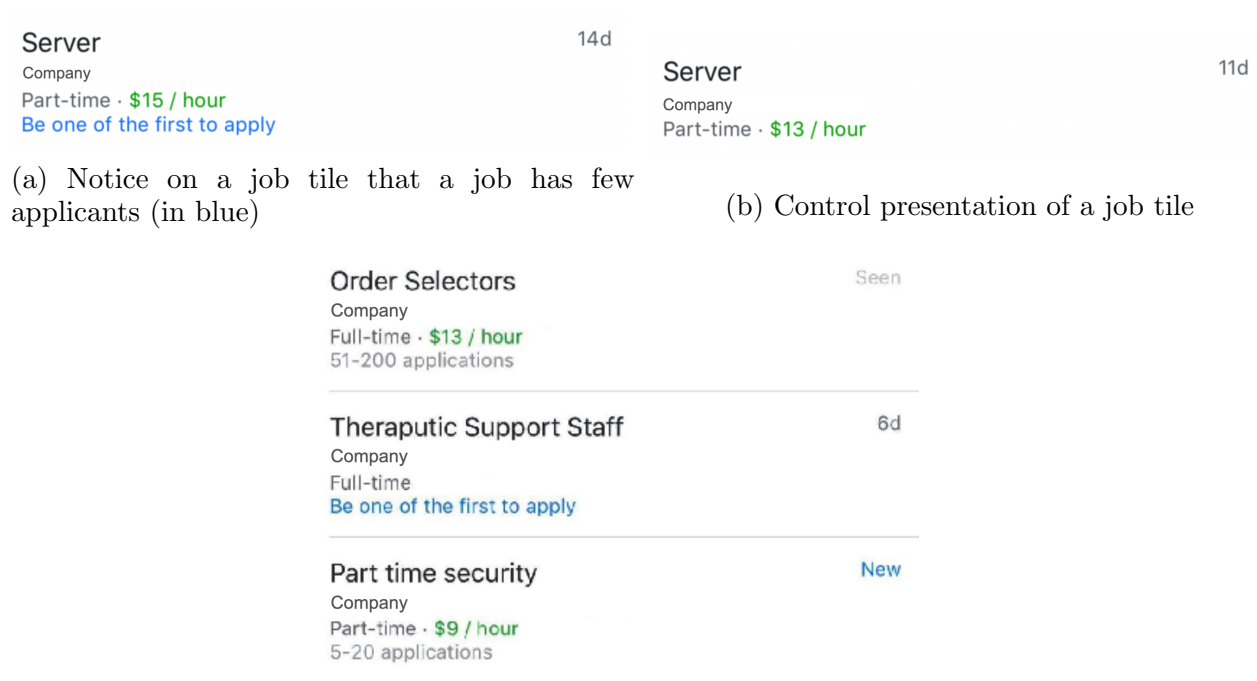 Server 14d
Company
Part-time · $15 / hour
Be one of the first to apply
(a) Notice on a job tile that a job has few
applicants (in blue)
Server 11d
Company
Part-time · $13 / hour
(b) Control presentation of a job tile
Order Selectors Seen
Company
Full-time · $13 / hour
51-200 applications
Theraputic Support Staff 6d
Company
Full-time
Be one of the first to apply
Part time security New
Company
Part-time · $9 / hour
5-20 applications